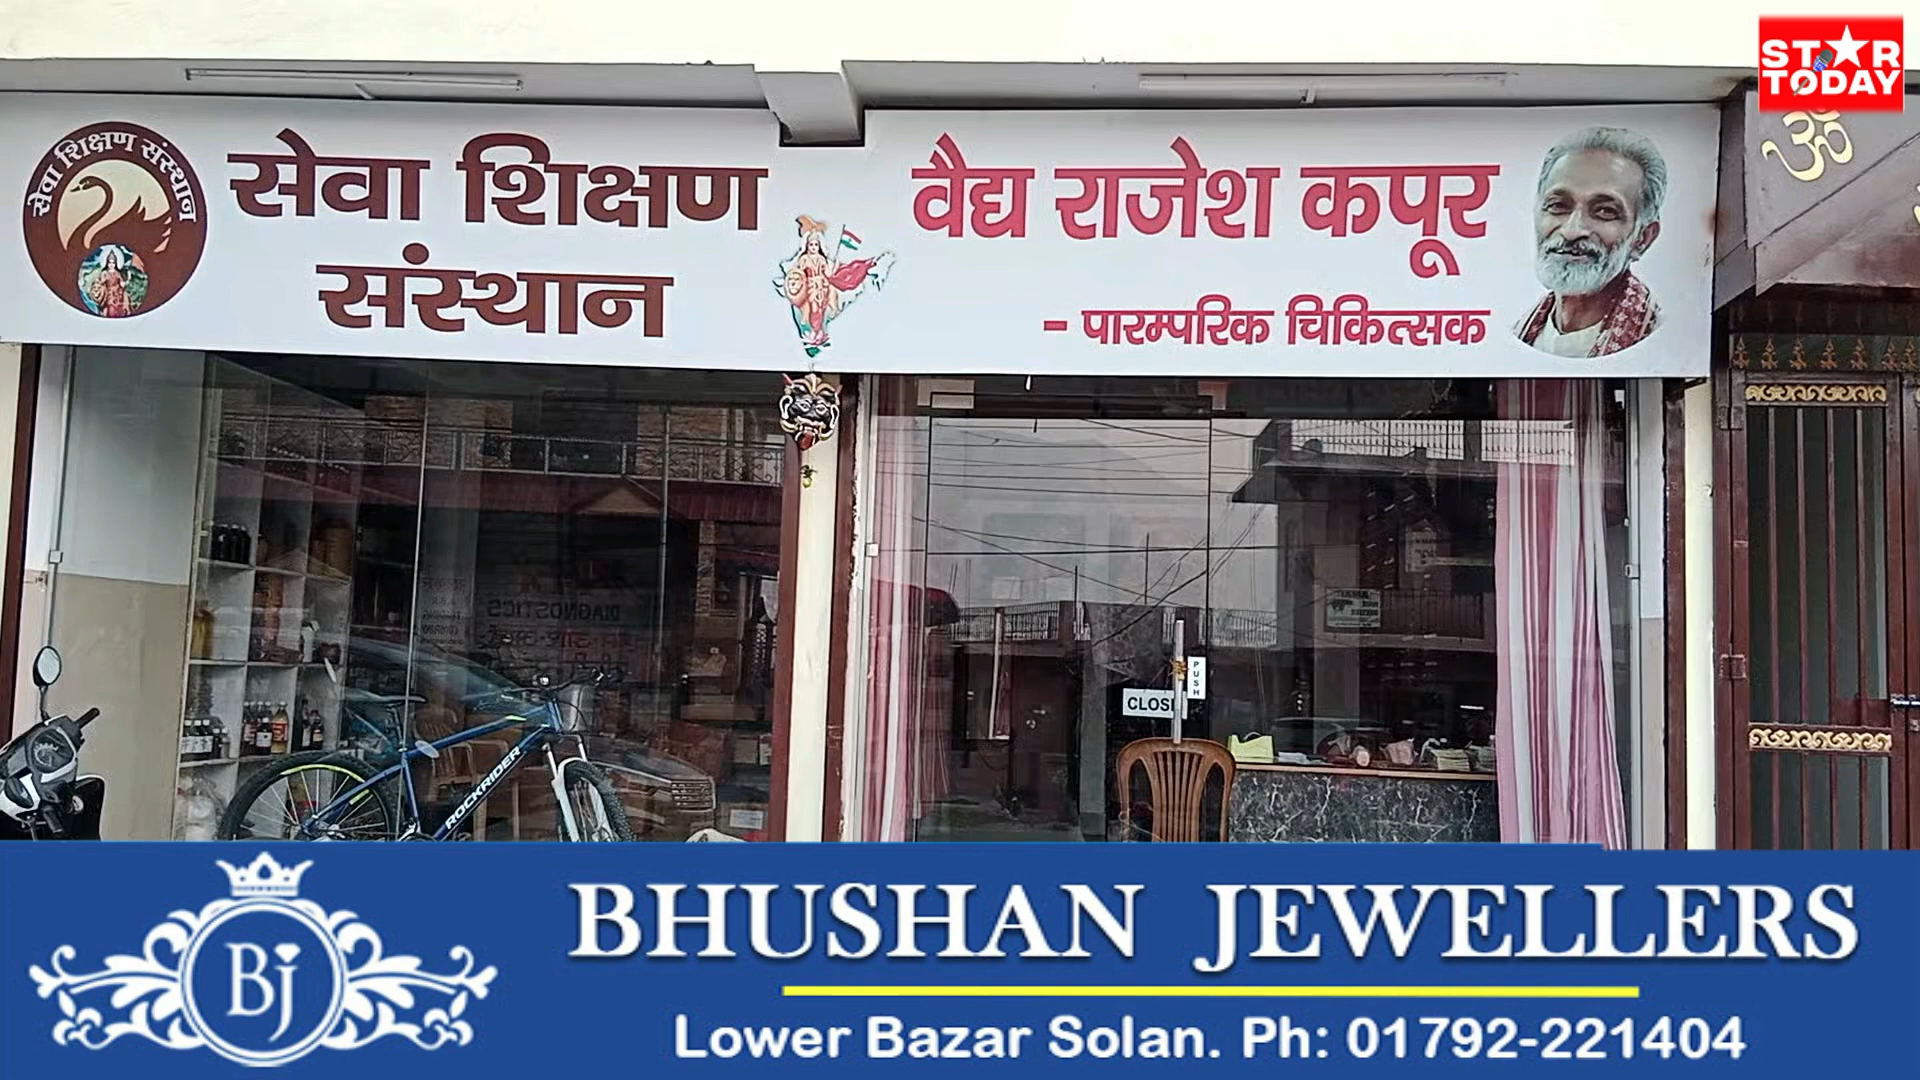 STAR
TODAY
सेवा शिक्षण संस्थान
सेवा शिक्षण
संस्थान
वैद्य राजेश कपूर
- पारम्परिक चिकित्सक
DIAGNOSTICS
PUSH
ROCKRIDER
BJ
BHUSHAN JEWELLERS
Lower Bazar Solan. Ph: 01792-221404